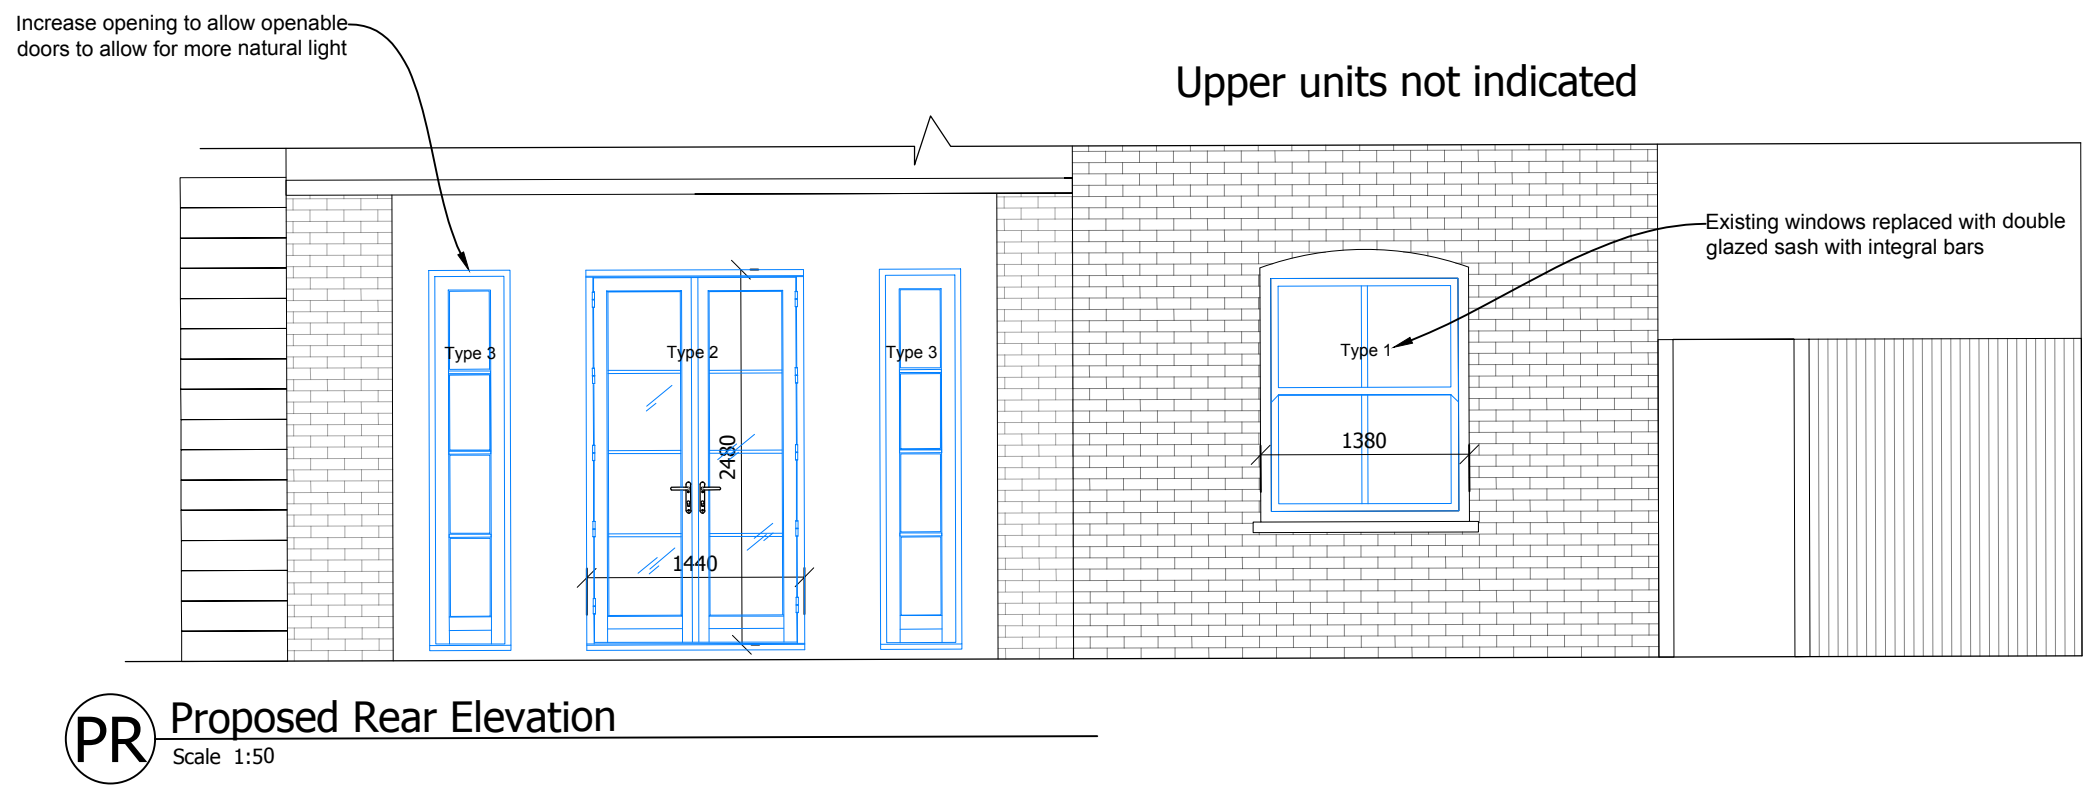 Increase opening to allow openable
doors to allow for more natural light
Upper units not indicated
Existing windows replaced with double
glazed sash with integral bars
Type 3
Type 2
Type 3
Type 1
2480
1380
1440
PR
Proposed Rear Elevation
Scale 1:50